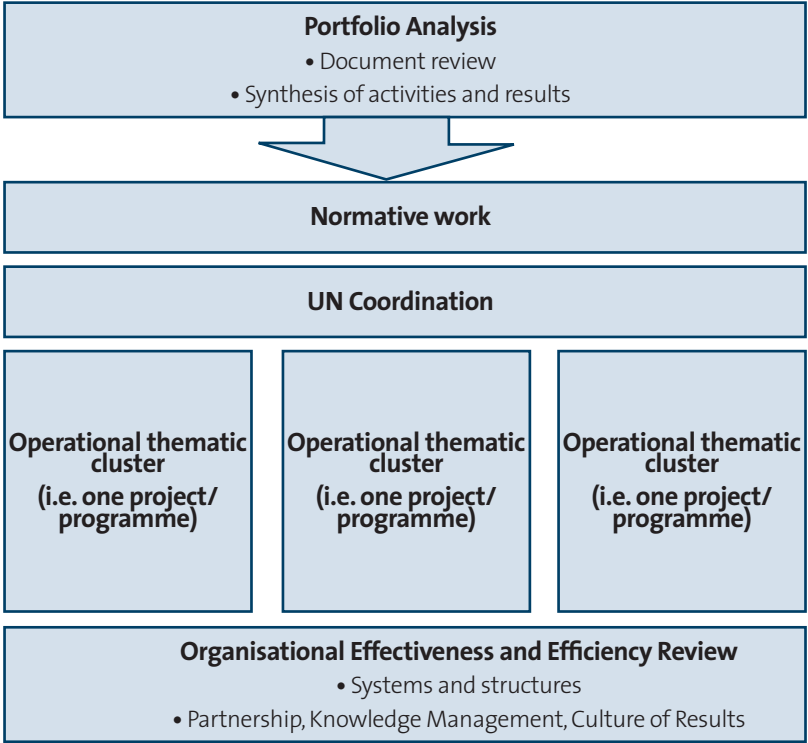 Portfolio Analysis
• Document review
• Synthesis of activities and results
Normative work
UN Coordination
Operational thematic
cluster
(i.e. one project/
programme)
Operational thematic
cluster
(i.e. one project/
programme)
Operational thematic
cluster
(i.e. one project/
programme)
Organisational Effectiveness and Efficiency Review
• Systems and structures
• Partnership, Knowledge Management, Culture of Results